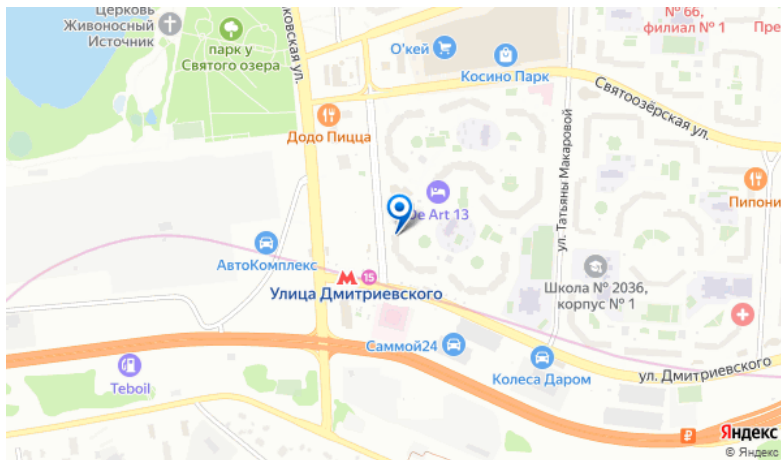 Церковь
Живоносный
Источник
парк у
Святого озера
ковская ул.
О'кей
Косино Парк
№ 66,
филиал № 1
Пре
Святоозёрская ул.
Додо Пицца
ул. Татьяны Макаровой
Пипони
De Art 13
АвтоКомплекс
15
Улица Дмитриевского
Школа № 2036,
корпус № 1
Саммой24
Колеса Даром
ул. Дмитриевского
Teboil
Яндекс
© Яндекс